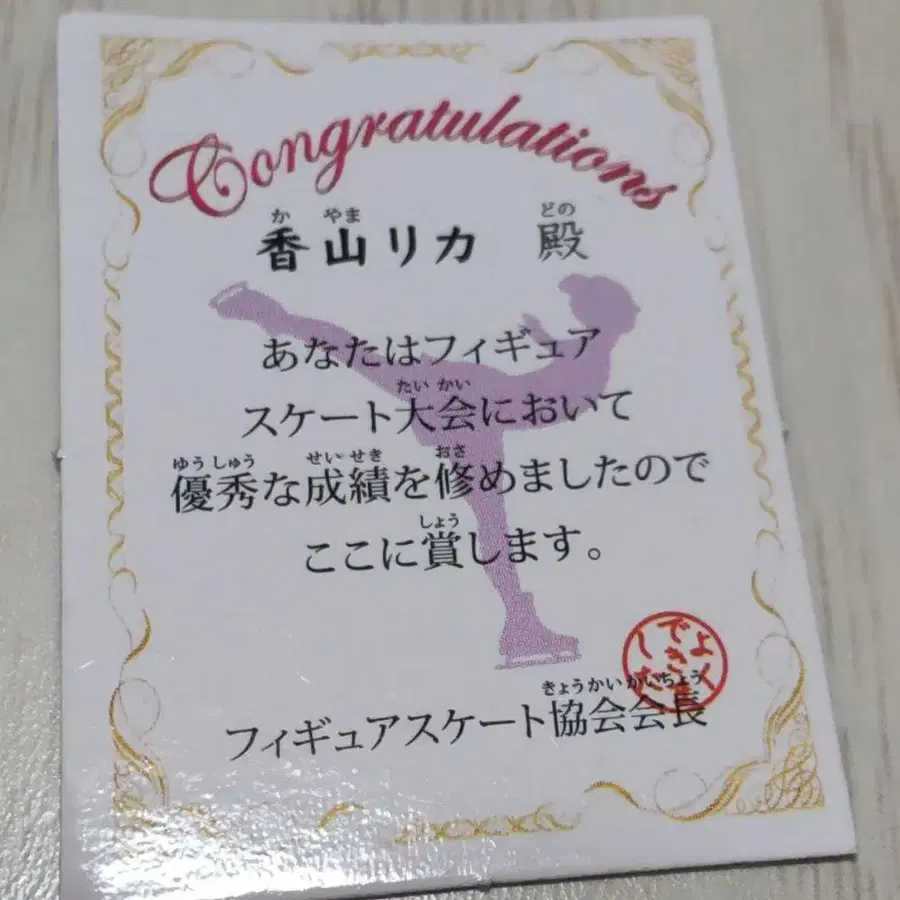 Congratulations
か やま どの
香山リカ 殿
あなたはフィギュア
たい かい
スケート大会において
ゆうしゅう せいせき おさ
優秀な成績を修めましたので
しょう
ここに賞します。
よく
でき
した
きょうかいかいちょう
フィギュアスケート協会会長